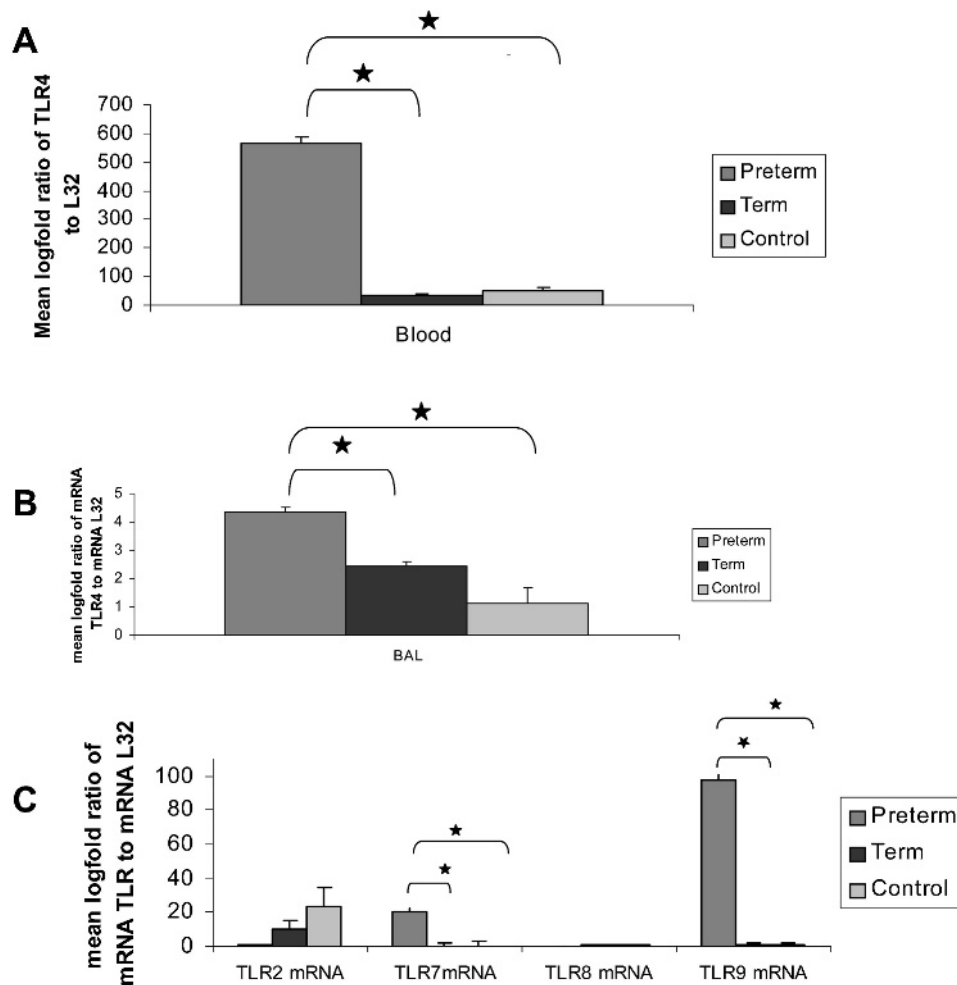 A
Mean logfold ratio of TLR4
to L32
700
600
500
400
300
200
100
0
Blood
Preterm
Term
Control
B
mean logfold ratio of mRNA
TLR4 to mRNA L32
5
4
3
2
1
0
BAL
Preterm
Term
Control
C
mean logfold ratio of
mRNA TLR to mRNA L32
100
80
60
40
20
0
TLR2 mRNA
TLR7mRNA
TLR8 mRNA
TLR9 mRNA
Preterm
Term
Control